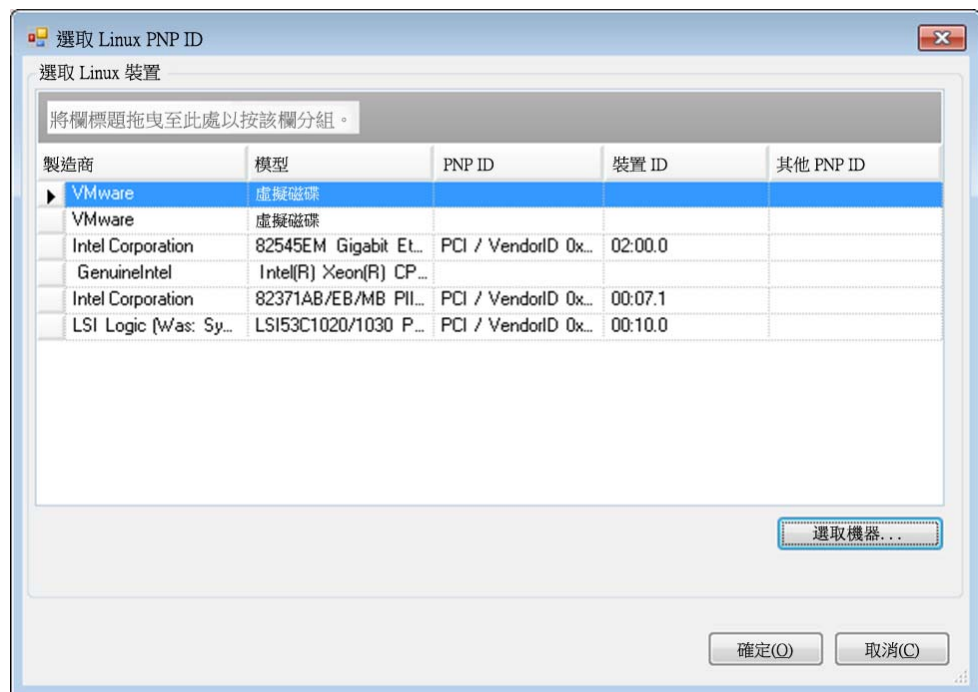 選取 Linux PNP ID
選取 Linux 裝置
將欄標題拖曳至此處以按該欄分組。
製造商 模型 PNP ID 裝置 ID 其他 PNP ID
VMware 虛擬磁碟
VMware 虛擬磁碟
Intel Corporation 82545EM Gigabit Et... PCI / VendorID 0x... 02:00.0
GenuineIntel Intel(R) Xeon(R) CP...
Intel Corporation 82371AB/EB/MB PII... PCI / VendorID 0x... 00:07.1
LSI Logic (Was: Sy... LSI53C1020/1030 P... PCI / VendorID 0x... 00:10.0
選取機器...
確定(O) 取消(C)